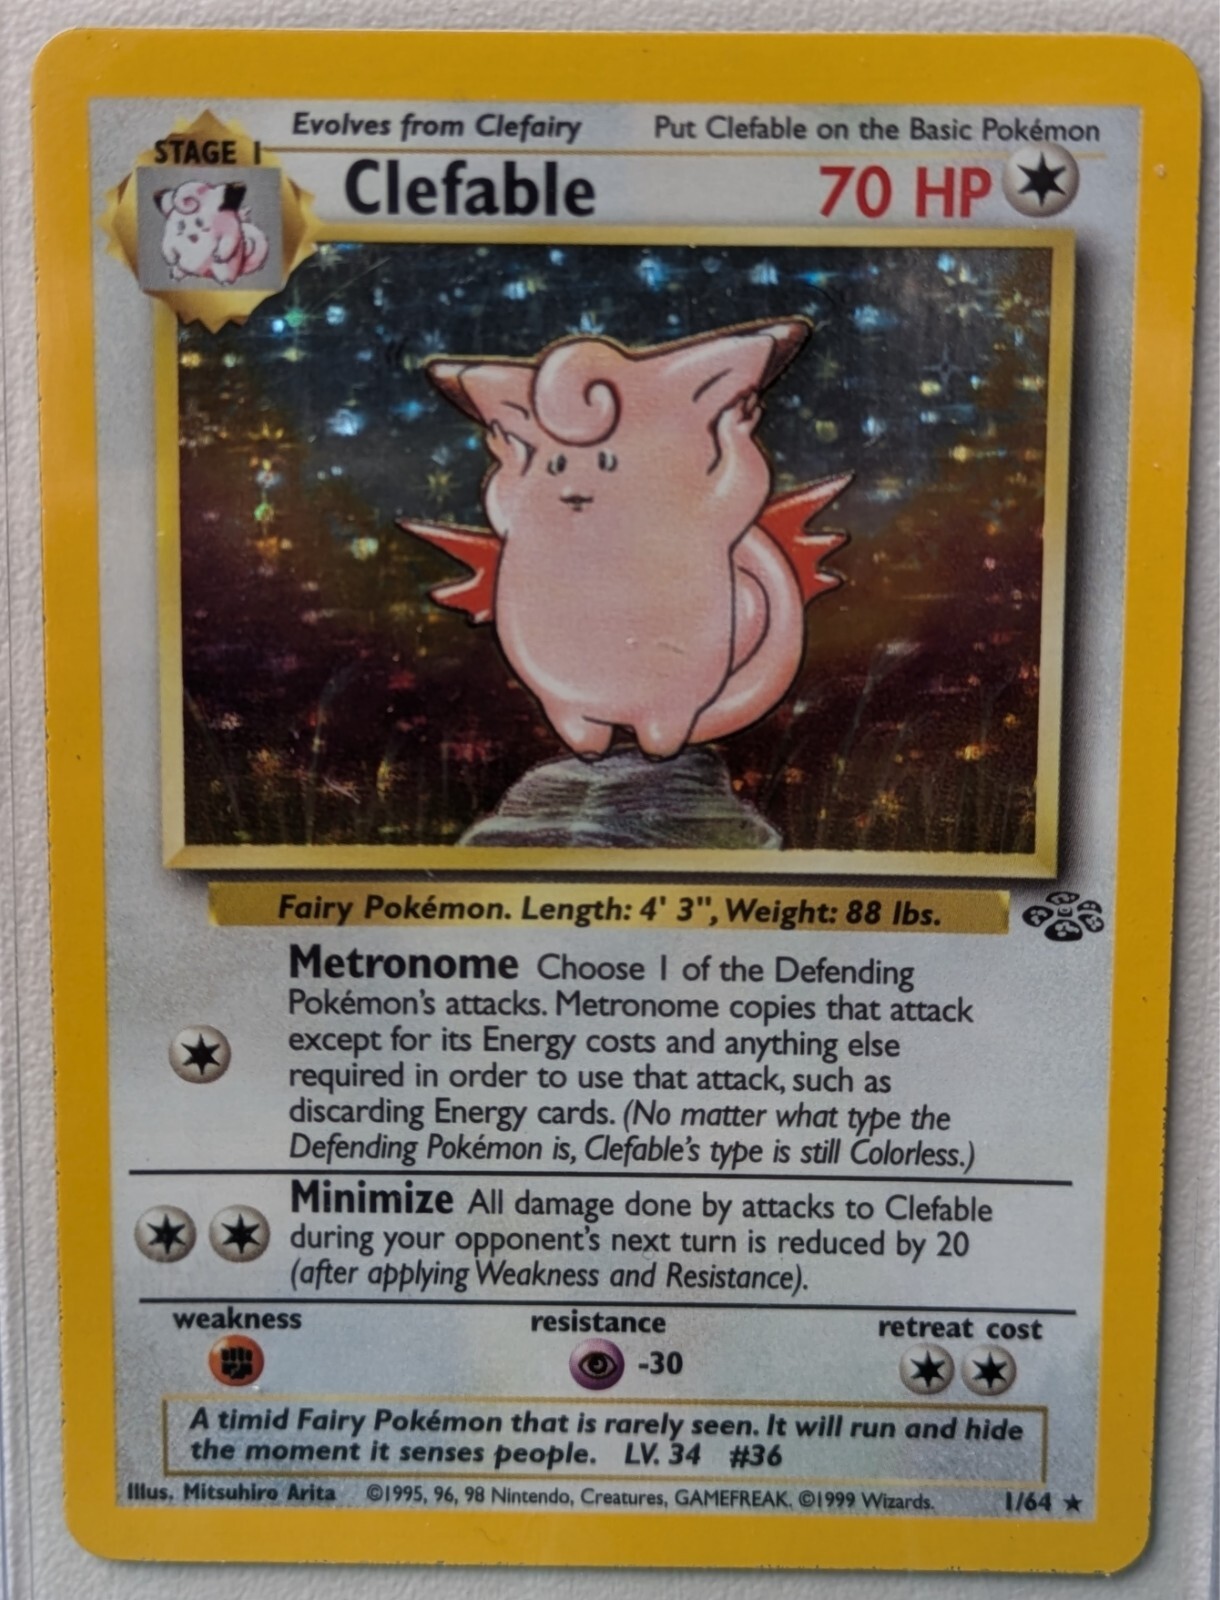 Evolves from Clefairy Put Clefable on the Basic Pokémon
STAGE 1
Clefable 70 HP
Fairy Pokémon. Length: 4' 3", Weight: 88 lbs.
Metronome Choose 1 of the Defending
Pokémon's attacks. Metronome copies that attack
except for its Energy costs and anything else
required in order to use that attack, such as
discarding Energy cards. (No matter what type the
Defending Pokémon is, Clefable's type is still Colorless.)
Minimize All damage done by attacks to Clefable
during your opponent's next turn is reduced by 20
(after applying Weakness and Resistance).
weakness resistance retreat cost
-30
A timid Fairy Pokémon that is rarely seen. It will run and hide
the moment it senses people. LV. 34 #36
Illus. Mitsuhiro Arita ©1995, 96, 98 Nintendo, Creatures, GAMEFREAK. ©1999 Wizards. 1/64 ★